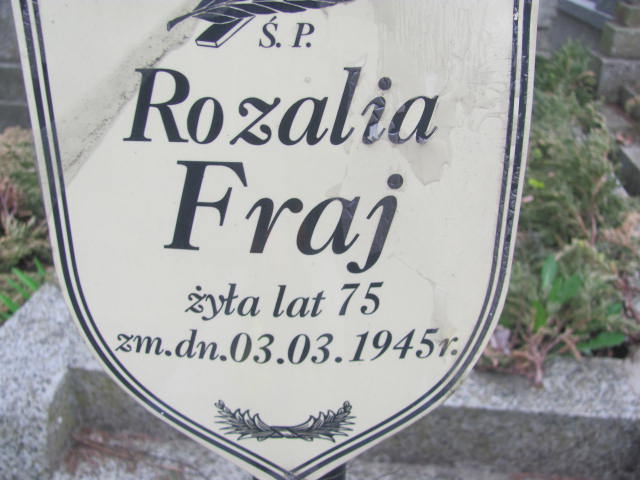 Ś. P.
Rozalia
Fraj
żyła lat 75
zm.dn.03.03.1945r.